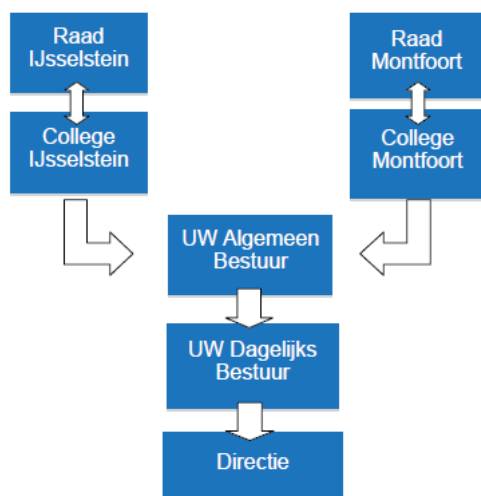 Raad
IJsselstein
Raad
Montfoort
College
IJsselstein
College
Montfoort
UW Algemeen
Bestuur
UW Dagelijks
Bestuur
Directie